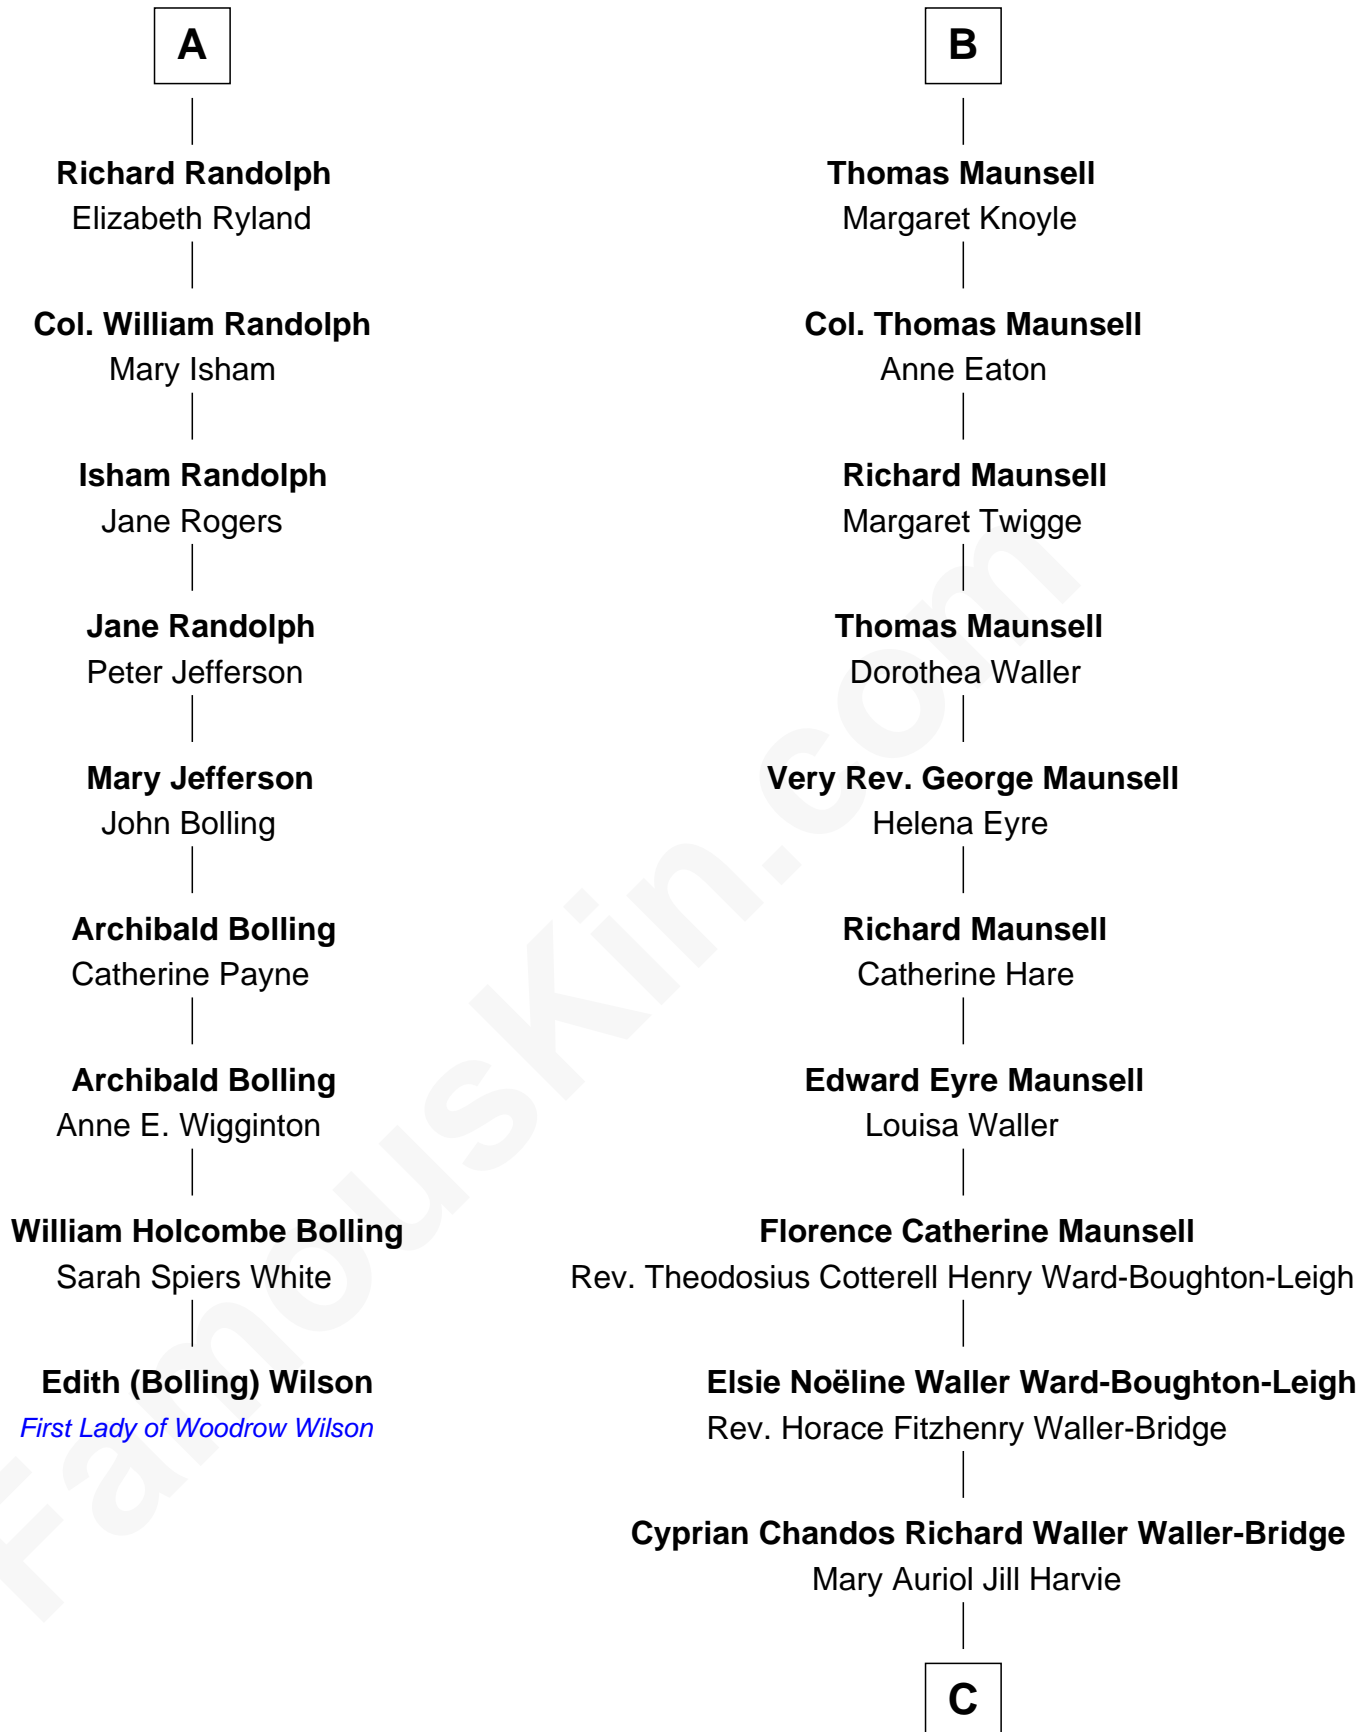 A
Richard Randolph
Elizabeth Ryland
Col. William Randolph
Mary Isham
Isham Randolph
Jane Rogers
Jane Randolph
Peter Jefferson
Mary Jefferson
John Bolling
Archibald Bolling
Catherine Payne
Archibald Bolling
Anne E. Wigginton
William Holcombe Bolling
Sarah Spiers White
Edith (Bolling) Wilson
First Lady of Woodrow Wilson
B
Thomas Maunsell
Margaret Knoyle
Col. Thomas Maunsell
Anne Eaton
Richard Maunsell
Margaret Twigge
Thomas Maunsell
Dorothea Waller
Very Rev. George Maunsell
Helena Eyre
Richard Maunsell
Catherine Hare
Edward Eyre Maunsell
Louisa Waller
Florence Catherine Maunsell
Rev. Theodosius Cotterell Henry Ward-Boughton-Leigh
Elsie Noëline Waller Ward-Boughton-Leigh
Rev. Horace Fitzhenry Waller-Bridge
Cyprian Chandos Richard Waller Waller-Bridge
Mary Auriol Jill Harvie
C
FamousKin.com